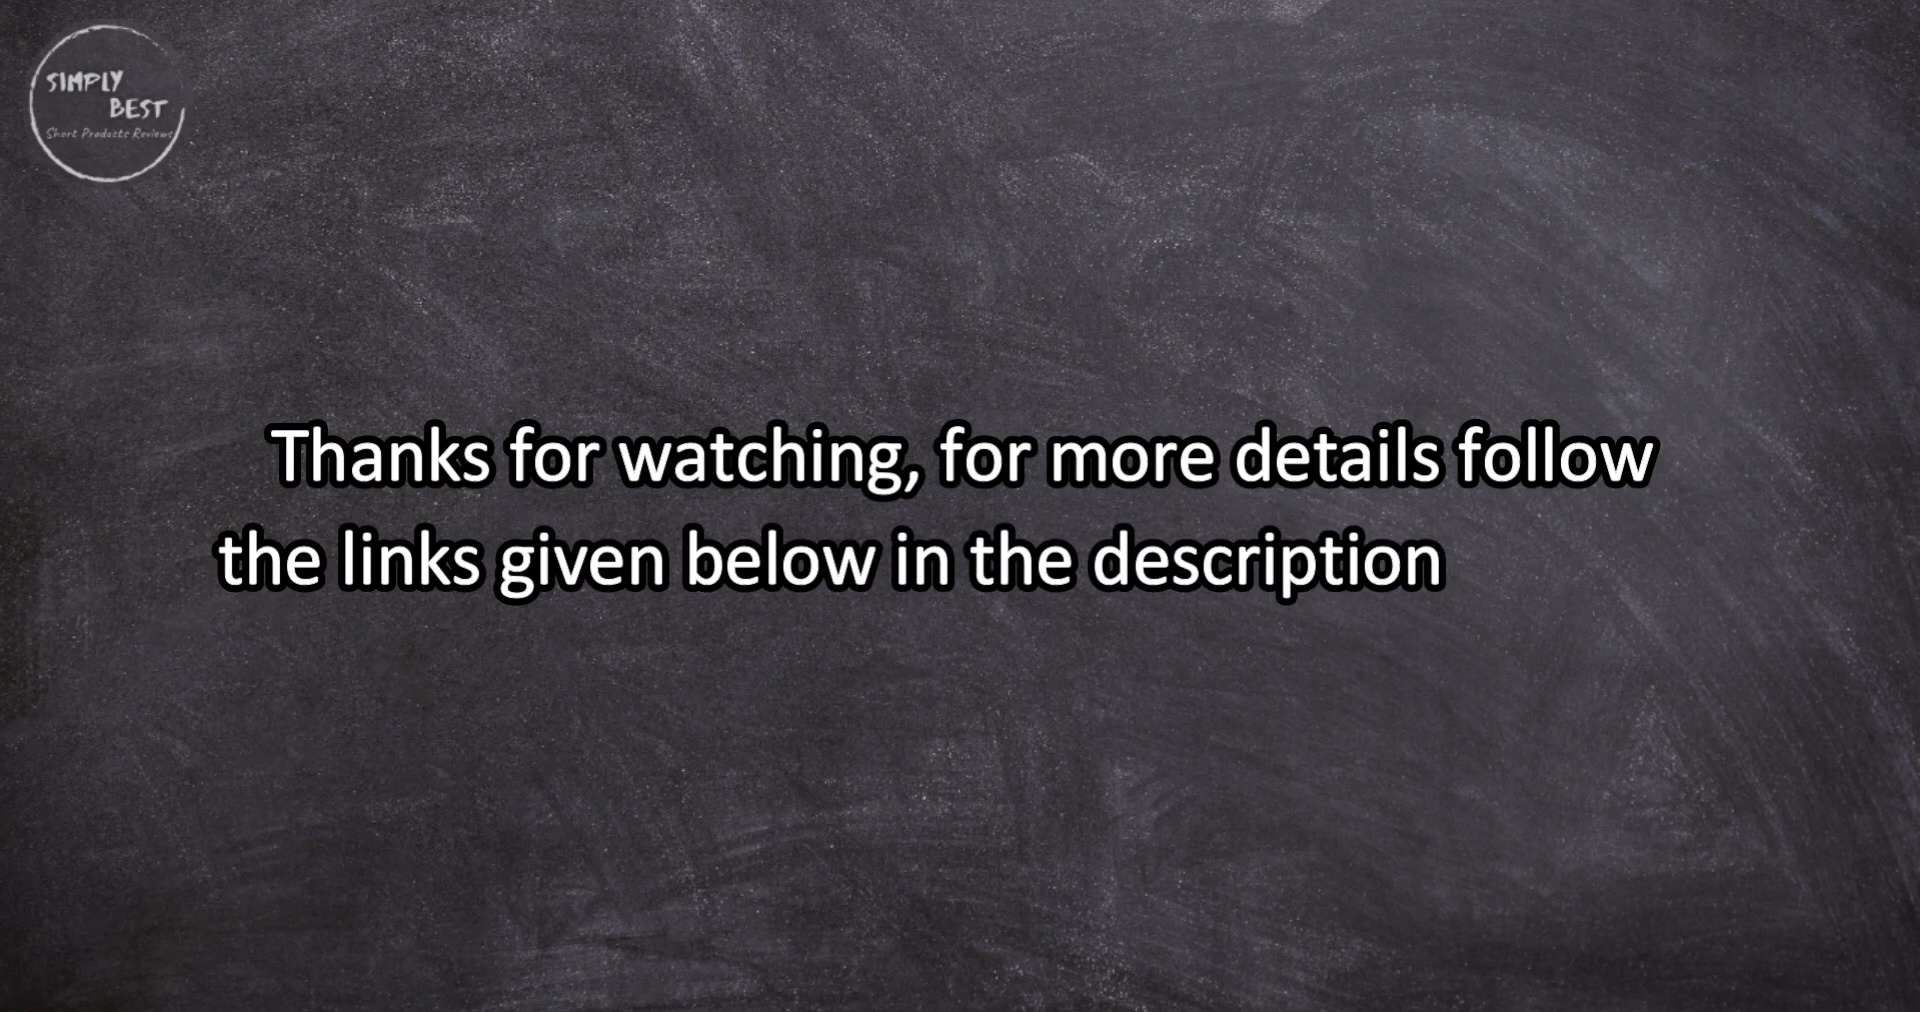 SIMPLY
BEST
Short Products Reviews
Thanks for watching, for more details follow
the links given below in the description